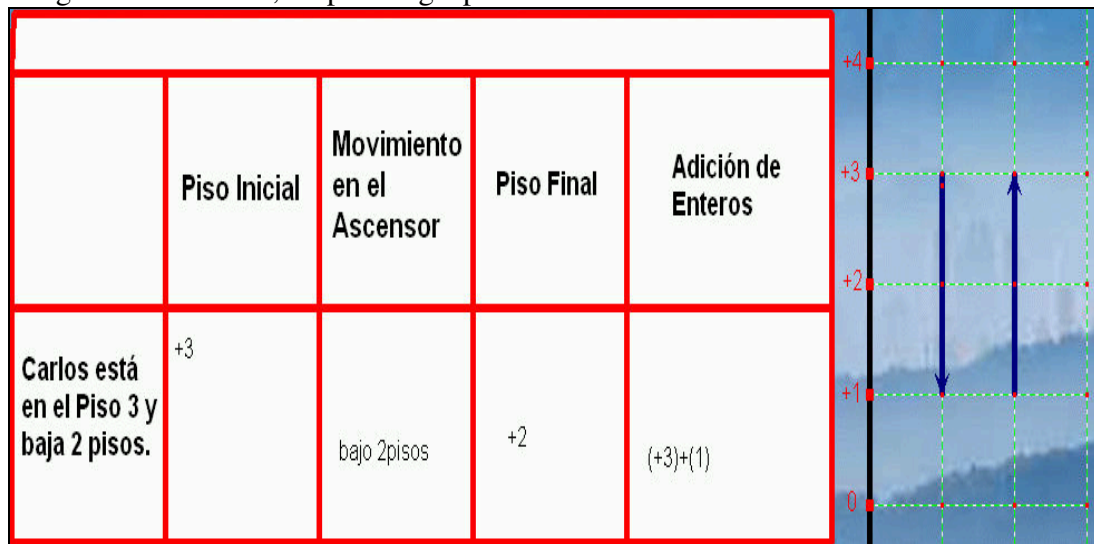 Piso Inicial
Movimiento
en el
Ascensor
Piso Final
Adición de
Enteros
Carlos está
en el Piso 3 y
baja 2 pisos.
+3
bajo 2pisos
+2
(+3)+(1)
+4
+3
+2
+1
0